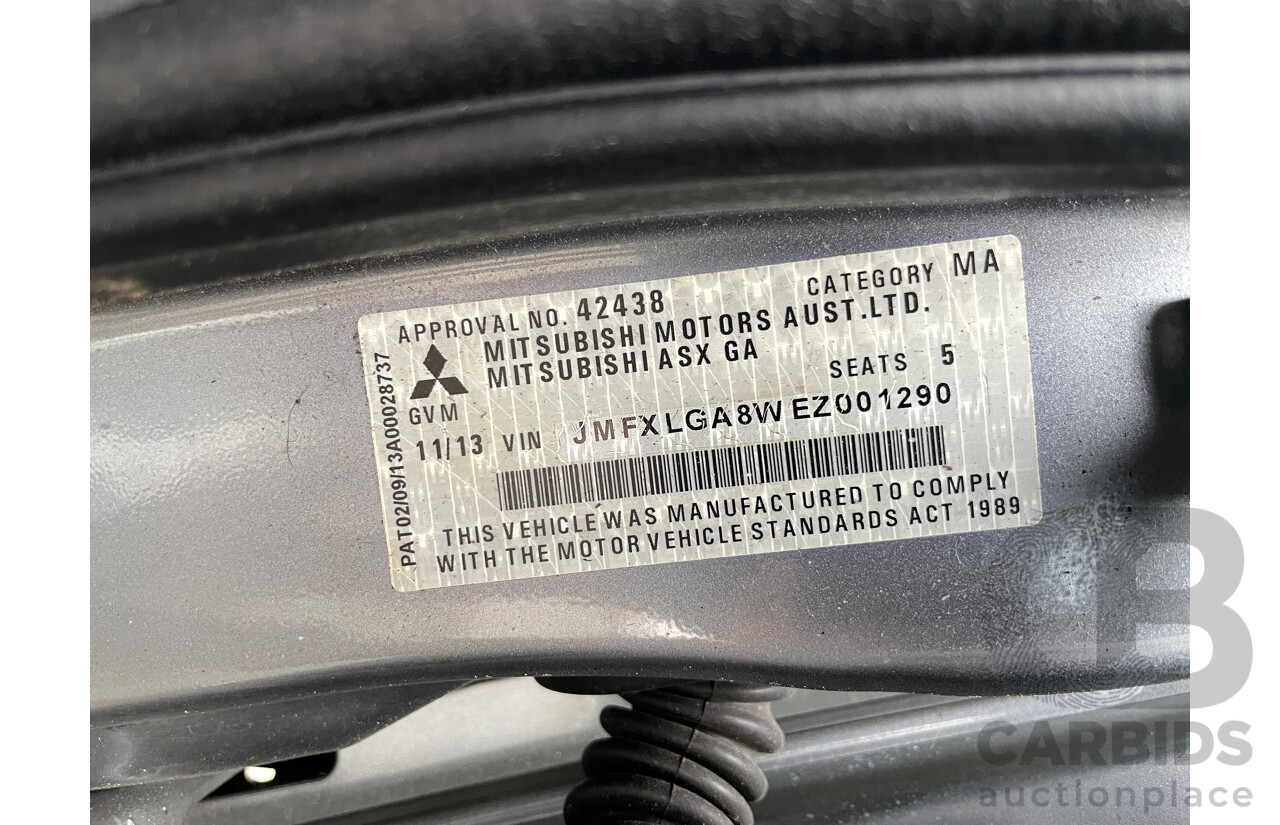 APPROVAL NO. 42438 CATEGORY MA
MITSUBISHI MOTORS AUST.LTD.
MITSUBISHI ASX GA
SEATS 5
GVM
11/13 VIN JMFXLGA8WEZ001290
THIS VEHICLE WAS MANUFACTURED TO COMPLY
WITH THE MOTOR VEHICLE STANDARDS ACT 1989
PAT02/09/13A00028737
B
CARBIDS
auctionplace